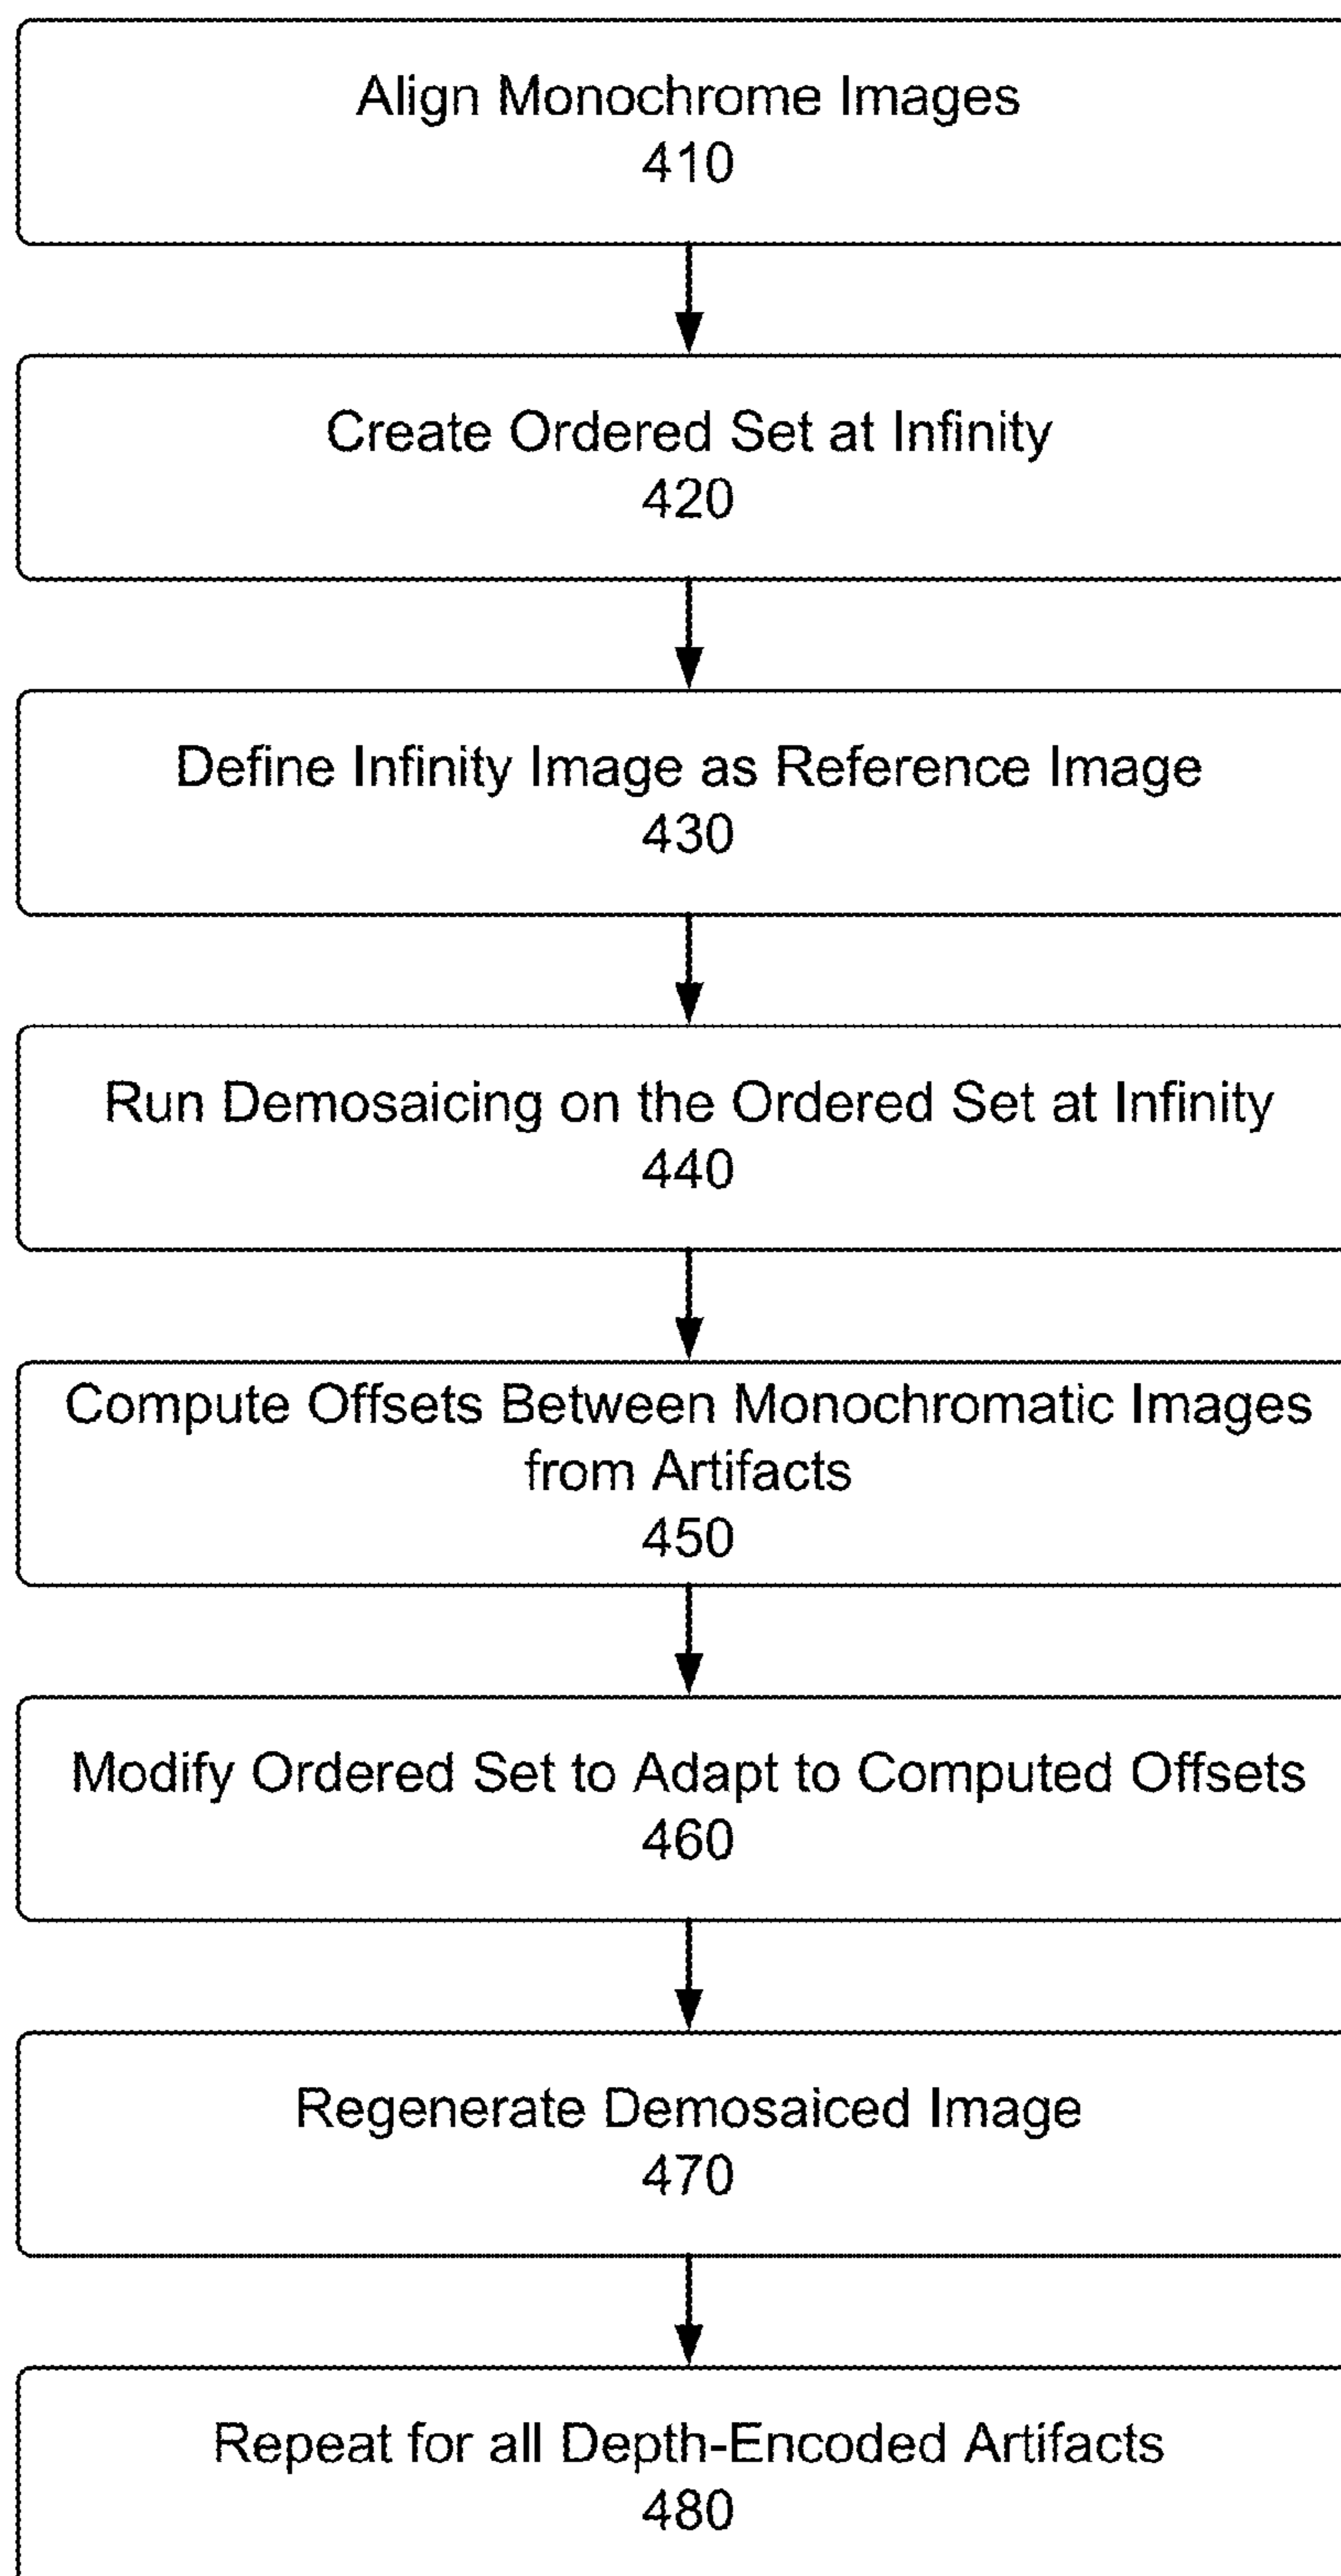 Align Monochrome Images
410
Create Ordered Set at Infinity
420
Define Infinity Image as Reference Image
430
Run Demosaicing on the Ordered Set at Infinity
440
Compute Offsets Between Monochromatic Images
from Artifacts
450
Modify Ordered Set to Adapt to Computed Offsets
460
Regenerate Demosaiced Image
470
Repeat for all Depth-Encoded Artifacts
480